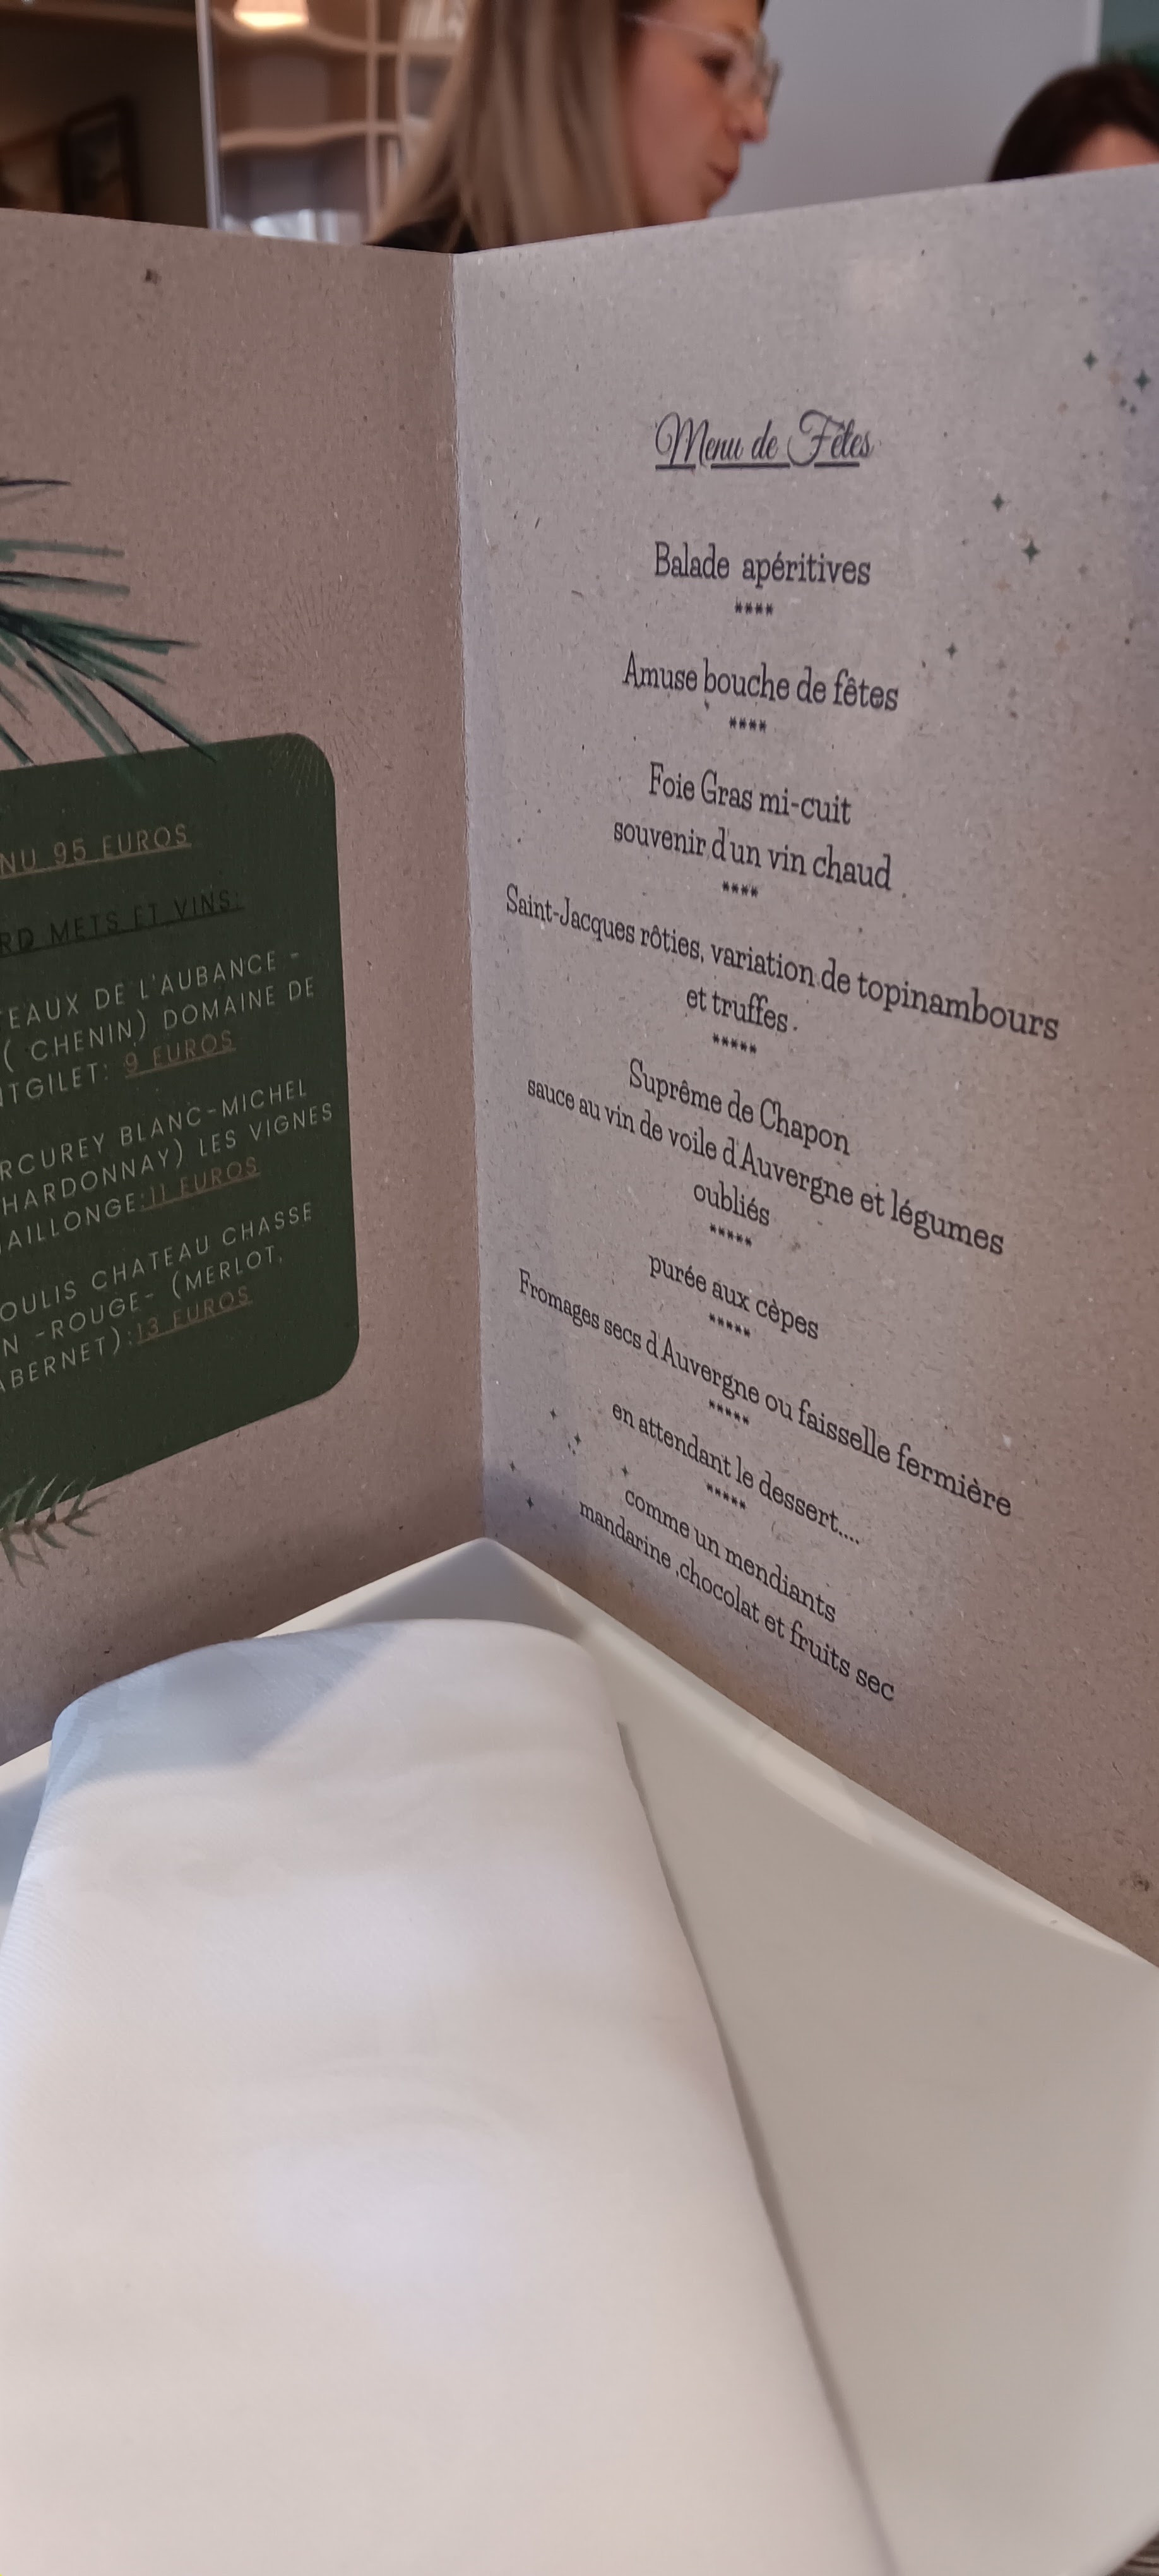 NU 95 EUROS
RD METS ET VINS:
TEAUX DE L'AUBANCE -
( CHENIN) DOMAINE DE
NTGILET: 9 EUROS
RCUREY BLANC-MICHEL
HARDONNAY) LES VIGNES
AILLONGE:11 EUROS
OULIS CHATEAU CHASSE
N -ROUGE- (MERLOT,
ABERNET):13 EUROS
Menu de Fêtes
Balade apéritives
****
Amuse bouche de fêtes
****
Foie Gras mi-cuit
souvenir d'un vin chaud
****
Saint-Jacques rôties, variation de topinambours
et truffes.
*****
Suprême de Chapon
sauce au vin de voile d'Auvergne et légumes
oubliés
*****
purée aux cèpes
*****
Fromages secs d'Auvergne ou faisselle fermière
*****
en attendant le dessert....
*****
comme un mendiants
mandarine ,chocolat et fruits sec